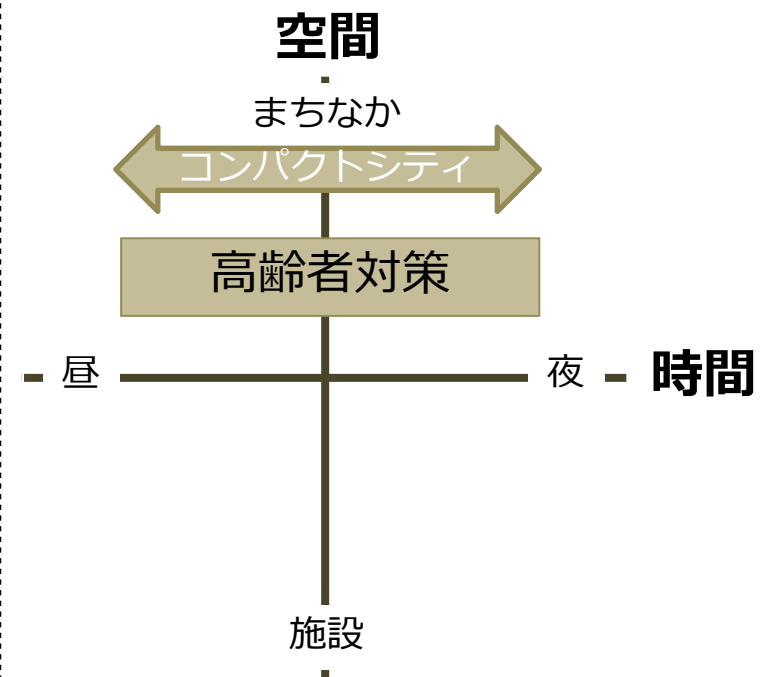 空間
まちなか
コンパクトシティ
高齢者対策
昼
夜
時間
施設